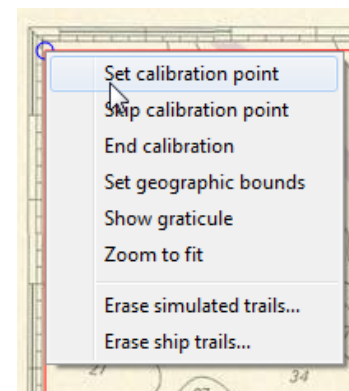 Set calibration point
Skip calibration point
End calibration
Set geographic bounds
Show graticule
Zoom to fit
Erase simulated trails...
Erase ship trails...
21
34